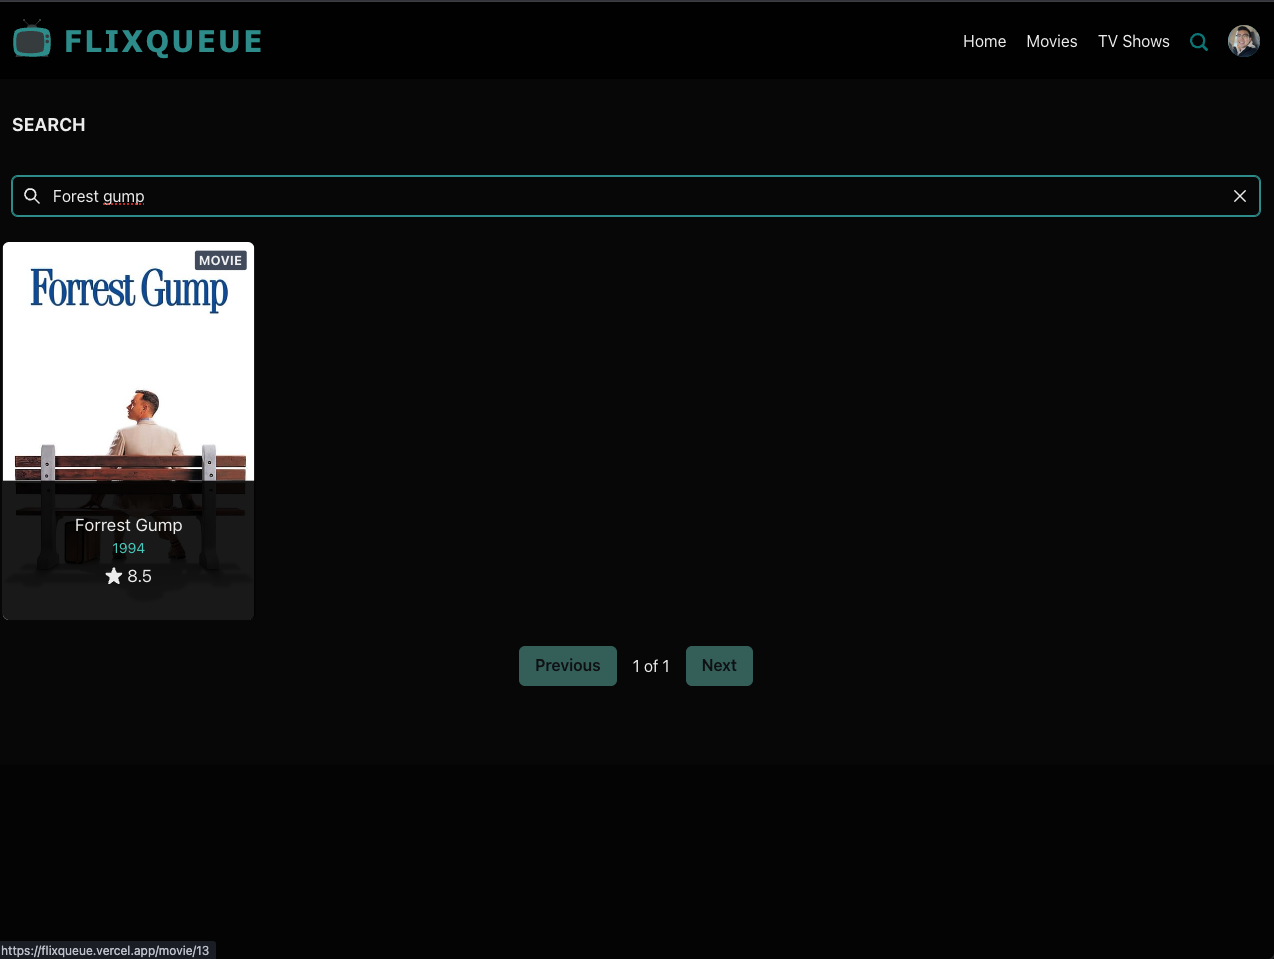 FLIXQUEUE
Home Movies TV Shows
SEARCH
Forest gump
MOVIE
Forrest Gump
Forrest Gump
1994
8.5
Previous 1 of 1 Next
https://flixqueue.vercel.app/movie/13